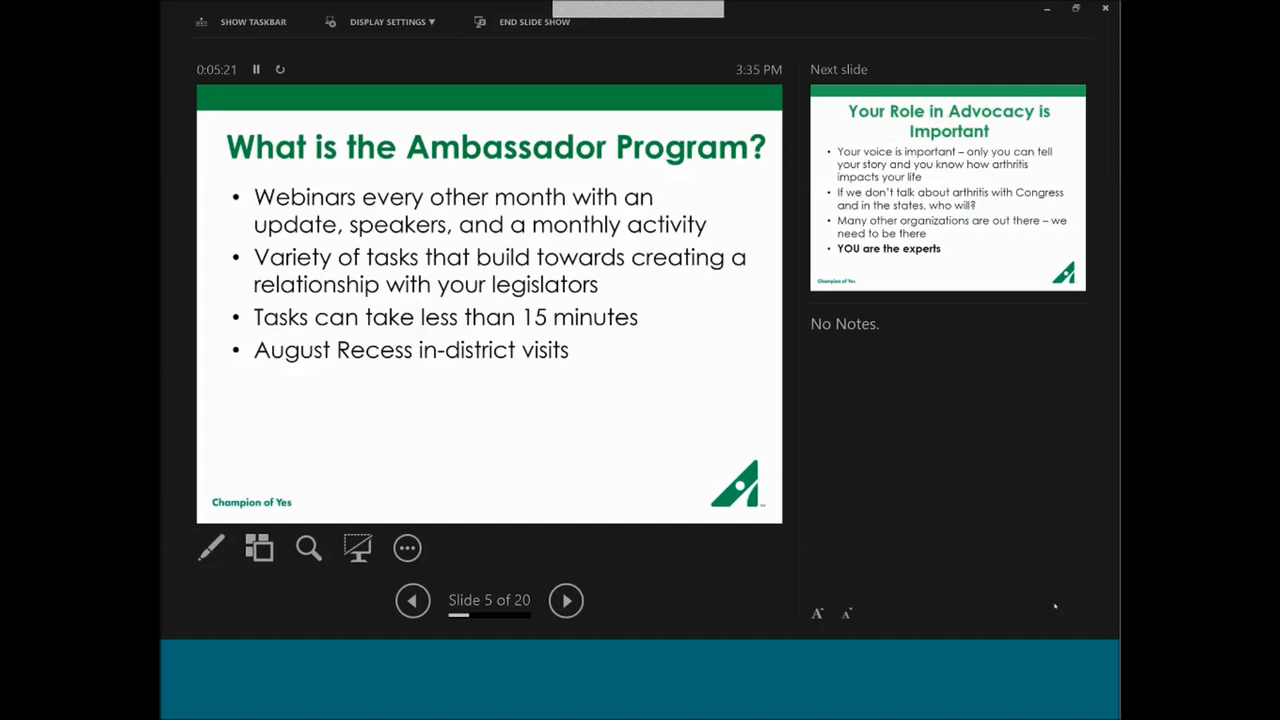 SHOW TASKBAR
DISPLAY SETTINGS ▼
END SLIDE SHOW
0:05:21
3:35 PM
What is the Ambassador Program?
• Webinars every other month with an
update, speakers, and a monthly activity
• Variety of tasks that build towards creating a
relationship with your legislators
• Tasks can take less than 15 minutes
• August Recess in-district visits
Champion of Yes
Slide 5 of 20
Next slide
Your Role in Advocacy is
Important
• Your voice is important – only you can tell
your story and you know how arthritis
impacts your life
• If we don't talk about arthritis with Congress
and in the states, who will?
• Many other organizations are out there – we
need to be there
• YOU are the experts
Champion of Yes
No Notes.
A A